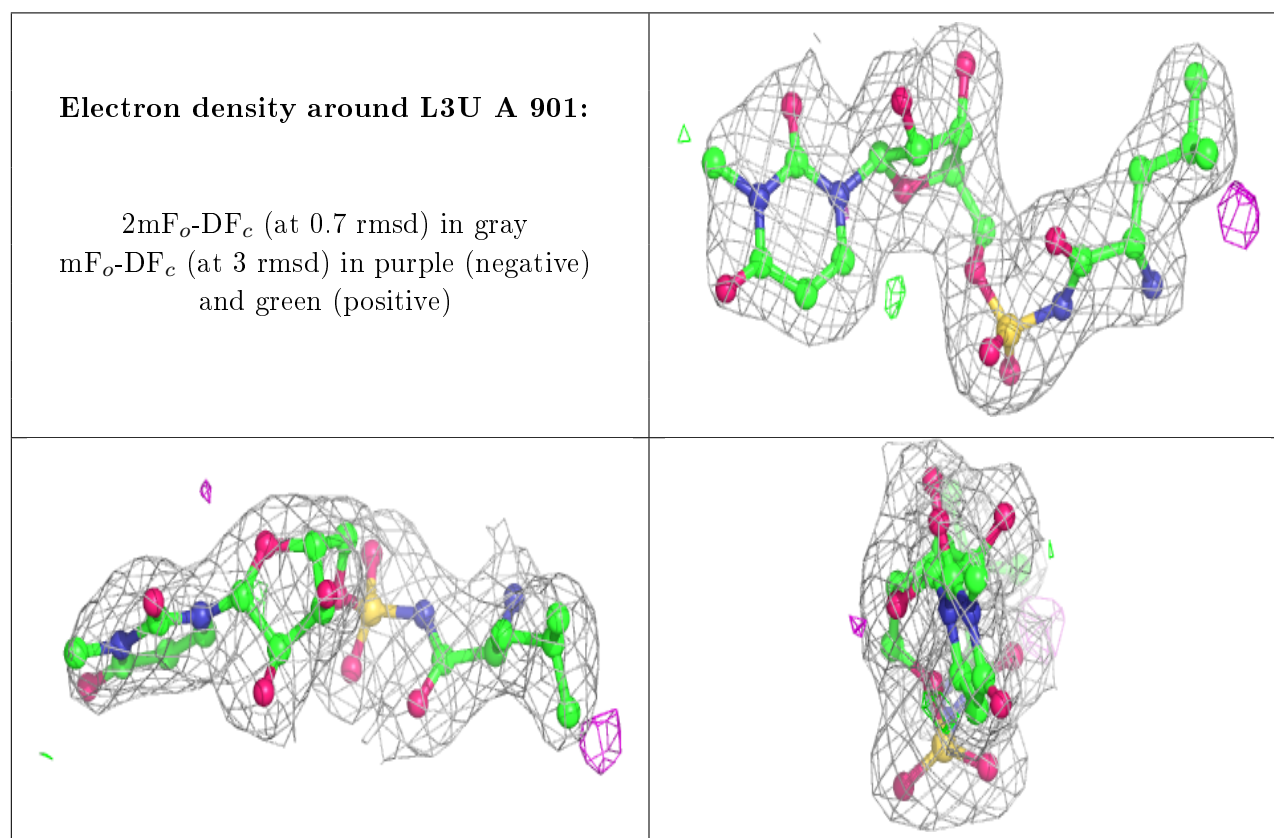 Electron density around L3U A 901:
2mFo-DFc (at 0.7 rmsd) in gray
mFo-DFc (at 3 rmsd) in purple (negative)
and green (positive)